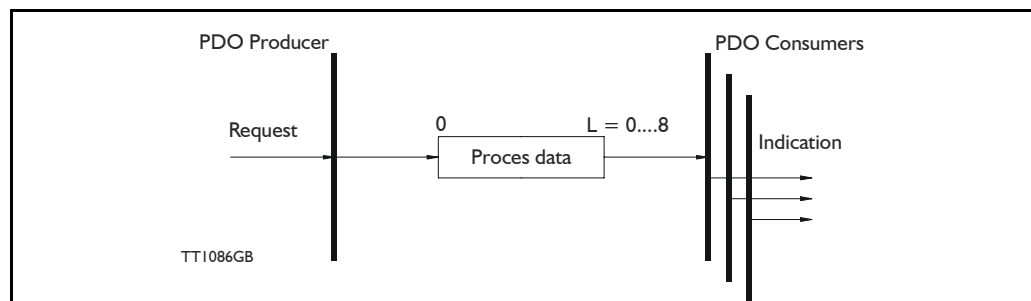 PDO Producer
PDO Consumers
0
L = 0....8
Request
Proces data
Indication
TT1086GB